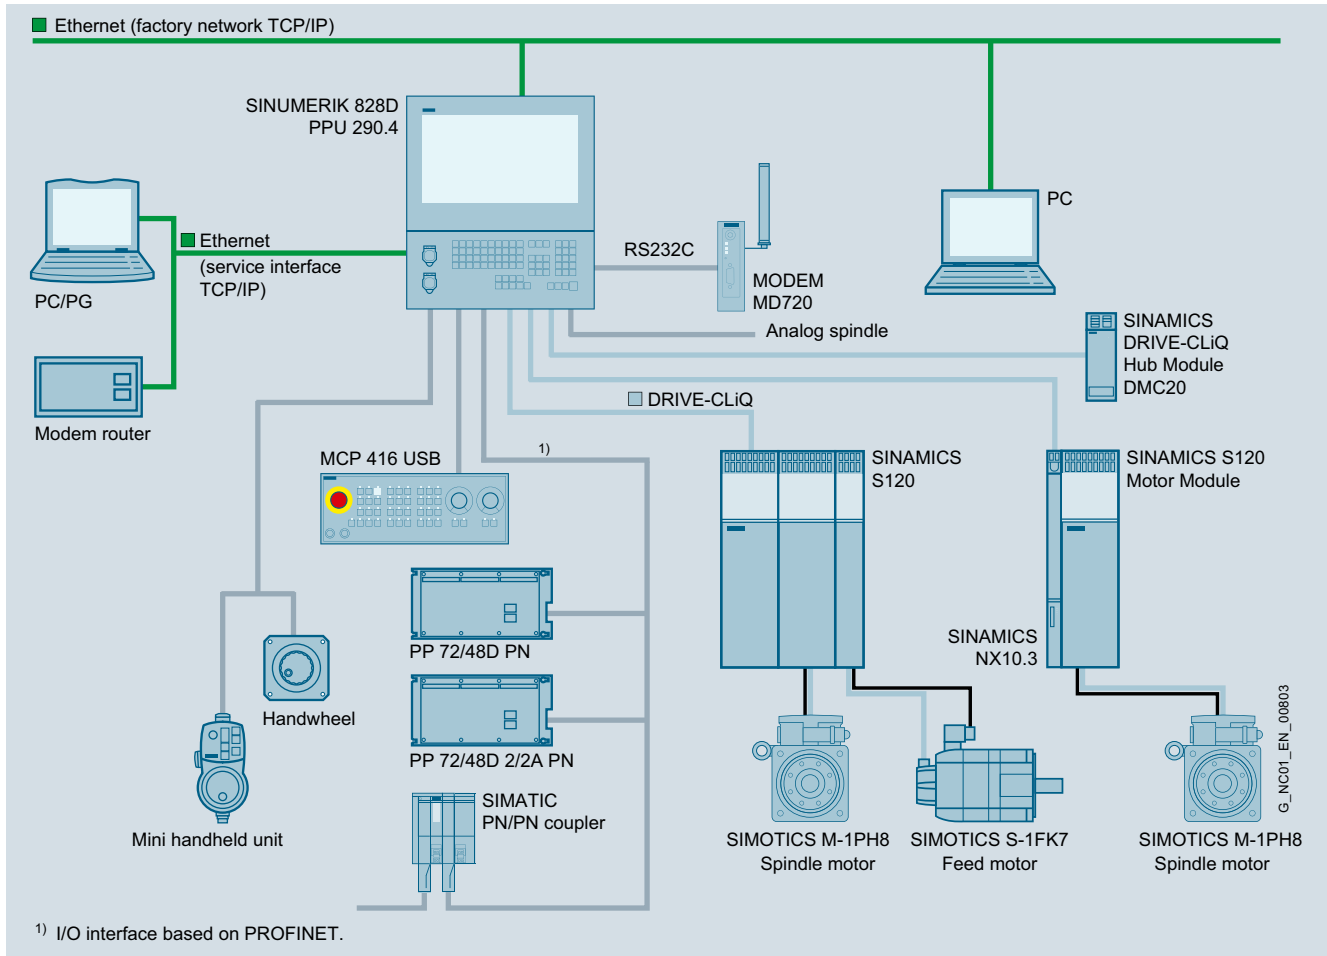 Ethernet (factory network TCP/IP)
SINUMERIK 828D
PPU 290.4
PC
Ethernet
(service interface
TCP/IP)
RS232C
PC/PG
MODEM
MD720
Analog spindle
SINAMICS
DRIVE-CLiQ
Hub Module
DMC20
DRIVE-CLiQ
Modem router
1)
MCP 416 USB
SINAMICS
S120
SINAMICS S120
Motor Module
PP 72/48D PN
SINAMICS
NX10.3
Handwheel
PP 72/48D 2/2A PN
G_NC01_EN_00803
SIMATIC
PN/PN coupler
Mini handheld unit
SIMOTICS M-1PH8
Spindle motor
SIMOTICS S-1FK7
Feed motor
SIMOTICS M-1PH8
Spindle motor
1) I/O interface based on PROFINET.